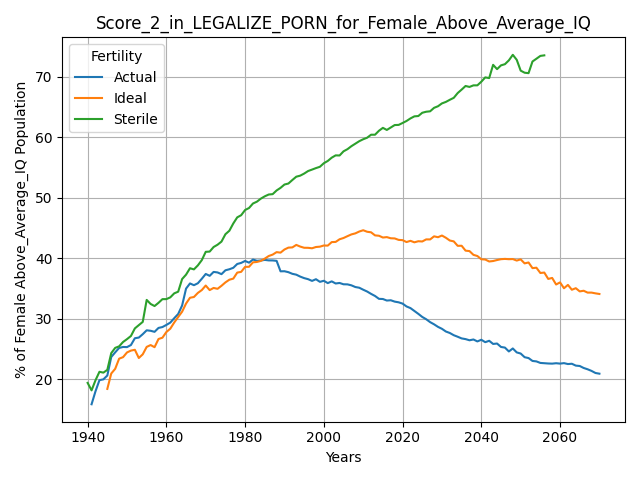 Score_2_in_LEGALIZE_PORN_for_Female_Above_Average_IQ
Fertility
Actual
Ideal
Sterile
% of Female Above_Average_IQ Population
70
60
50
40
30
20
1940
1960
1980
2000
2020
2040
2060
Years